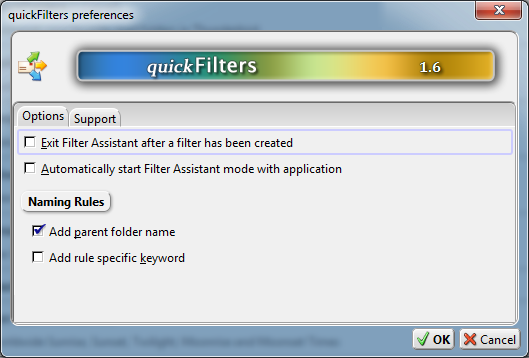 quickFilters preferences
quickFilters 1.6
Options Support
Exit Filter Assistant after a filter has been created
Automatically start Filter Assistant mode with application
Naming Rules
Add parent folder name
Add rule specific keyword
OK Cancel